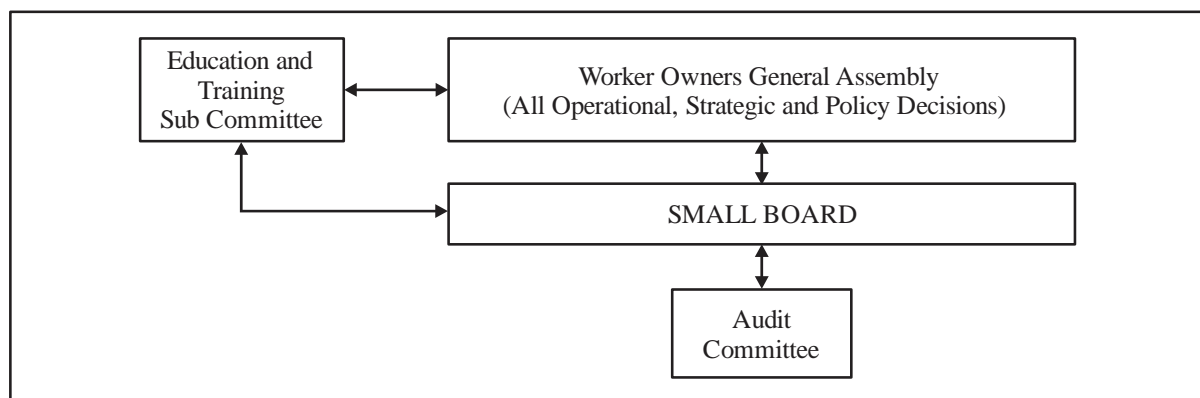 Education and
Training
Sub Committee
Worker Owners General Assembly
(All Operational, Strategic and Policy Decisions)
SMALL BOARD
Audit
Committee